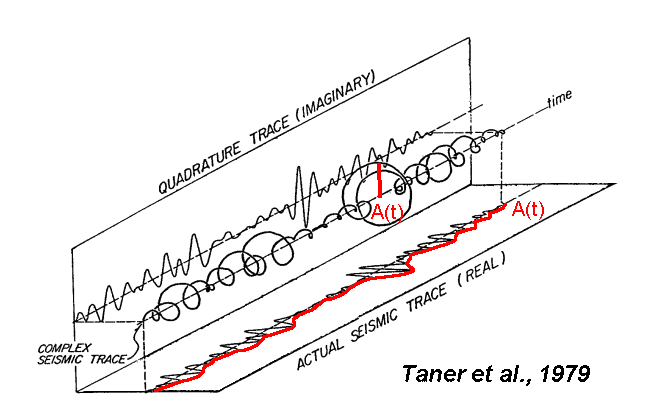 QUADRATURE TRACE (IMAGINARY)
time
A(t)
A(t)
COMPLEX
SEISMIC TRACE
ACTUAL SEISMIC TRACE (REAL)
Taner et al., 1979